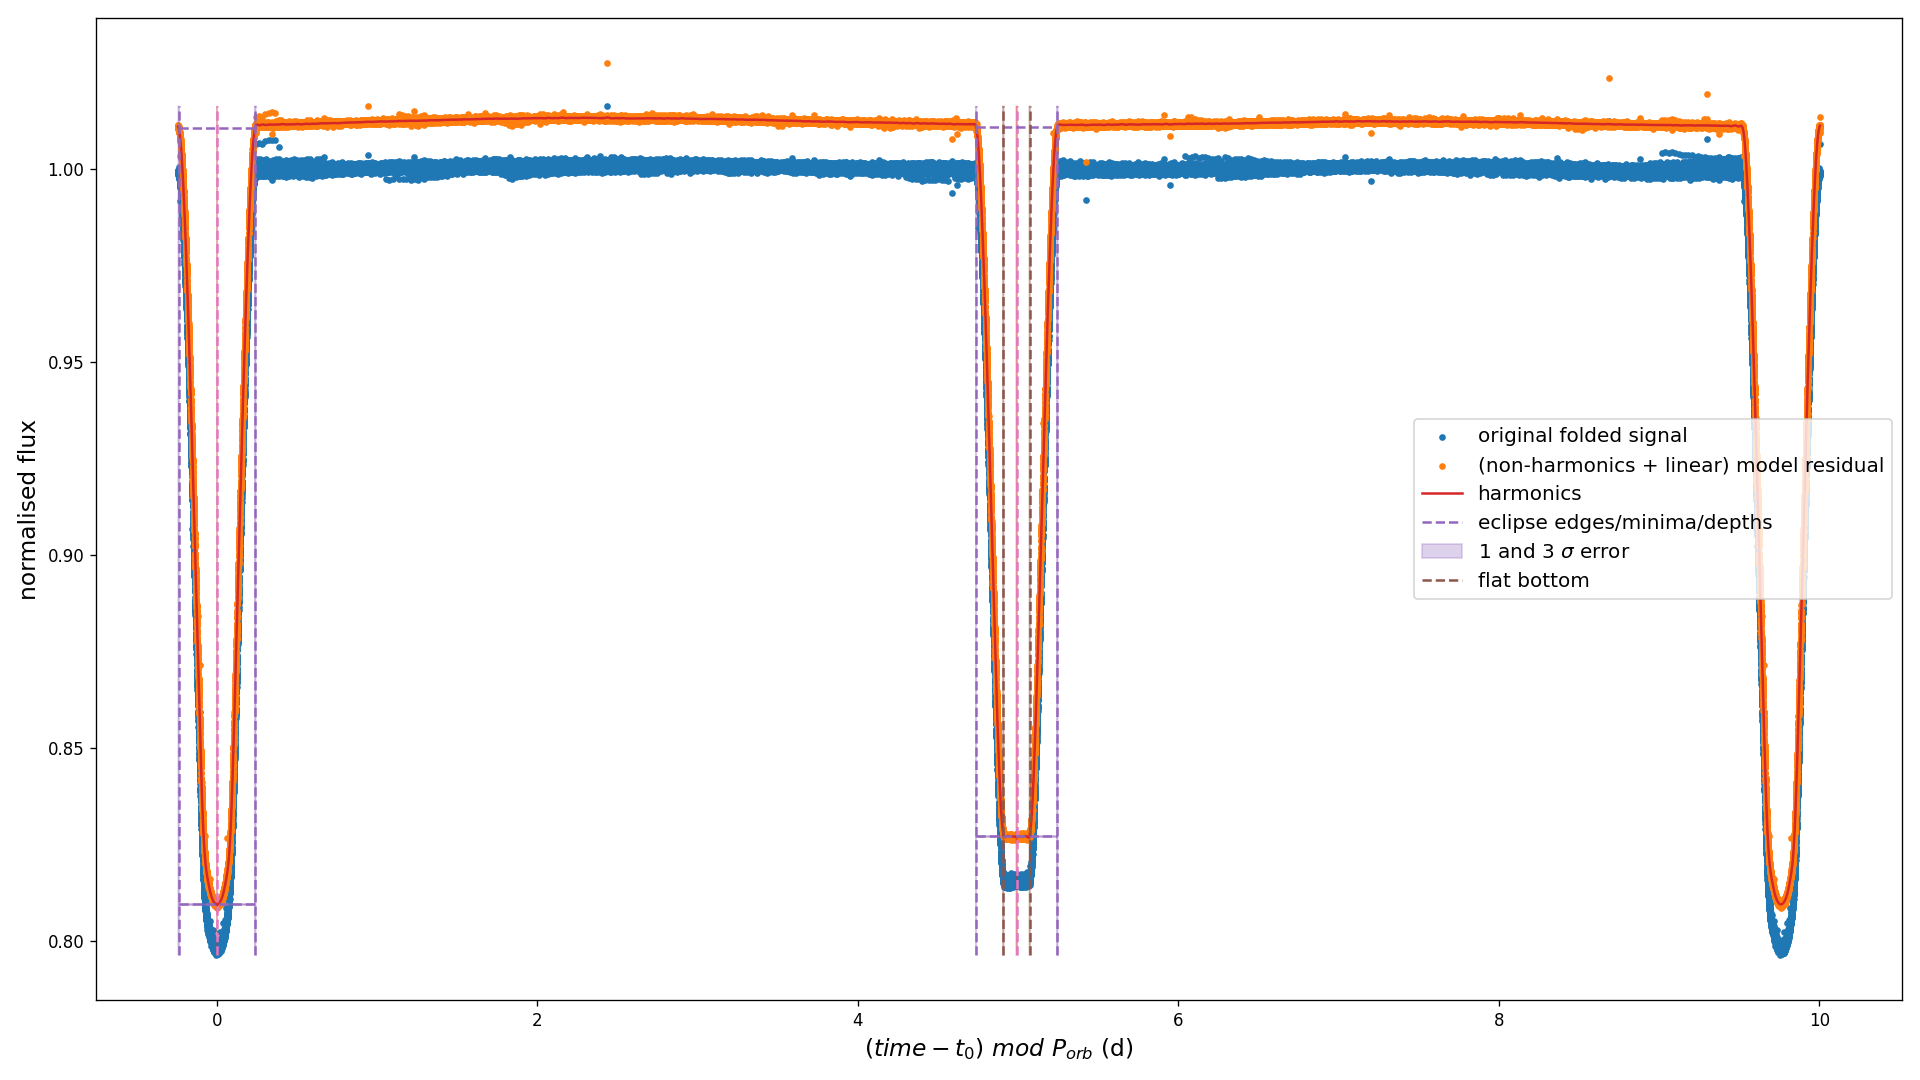 normalised flux
1.00
0.95
0.90
0.85
0.80
original folded signal
(non-harmonics + linear) model residual
harmonics
eclipse edges/minima/depths
1 and 3 σ error
flat bottom
0 2 4 6 8 10
(time − t₀) mod Pₒᵣb (d)